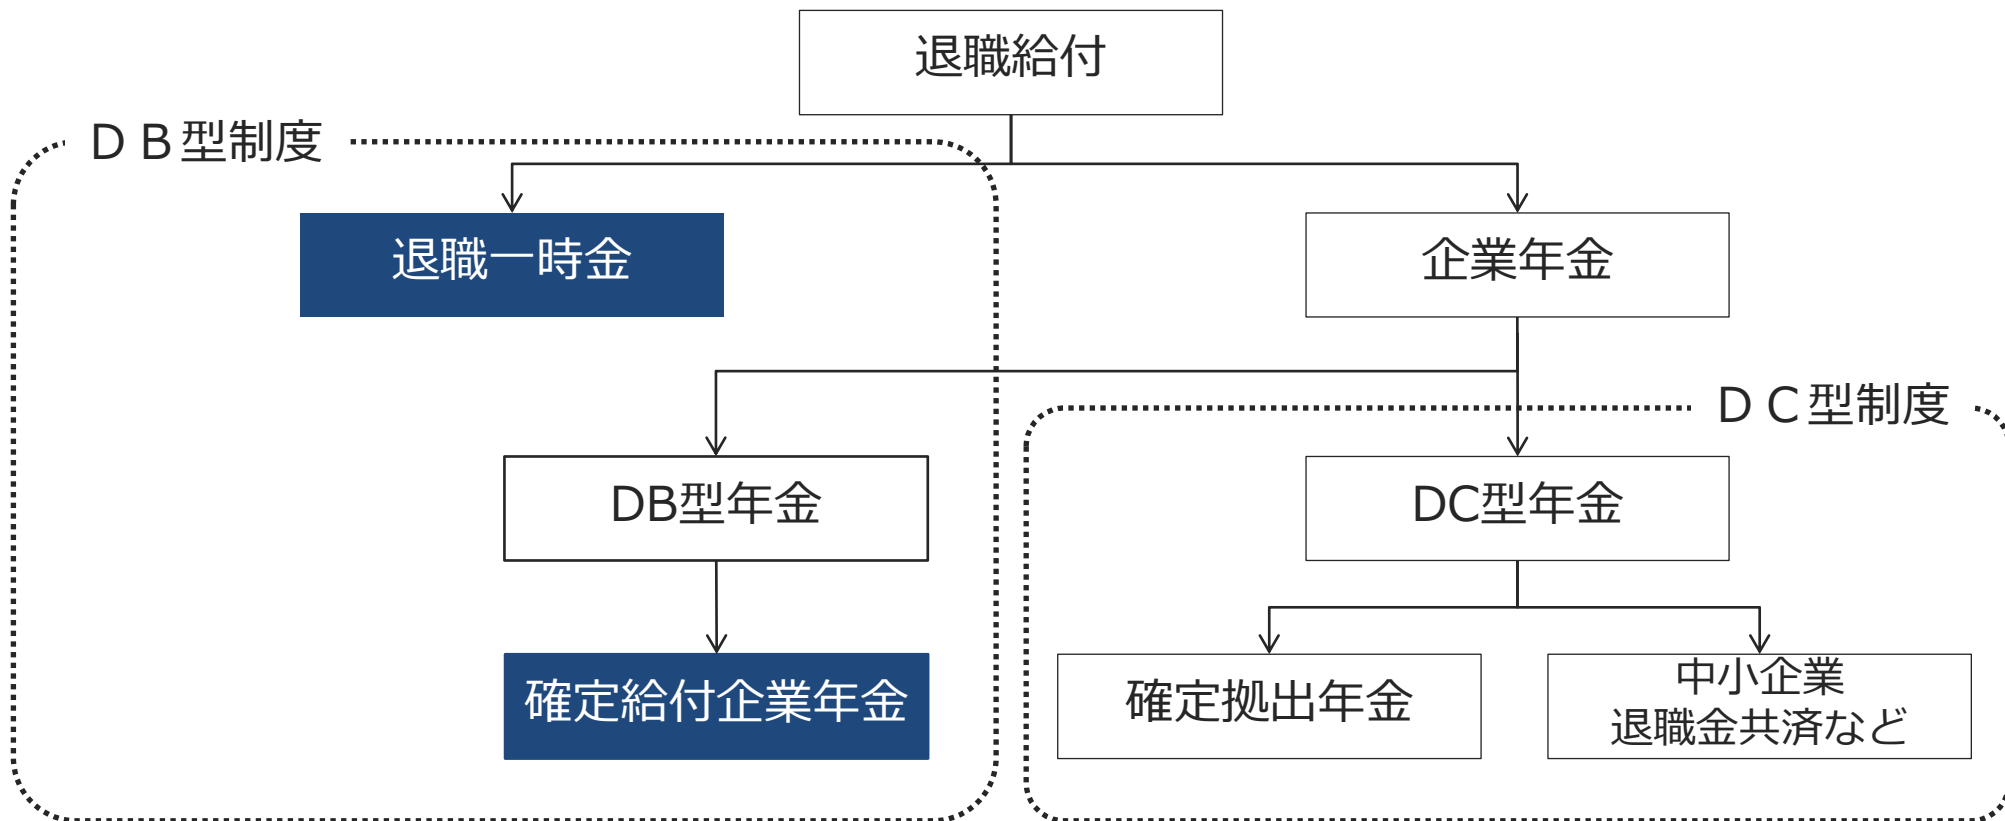 退職給付
ＤＢ型制度
退職一時金
企業年金
ＤＣ型制度
DB型年金
DC型年金
確定給付企業年金
確定拠出年金
中小企業
退職金共済など